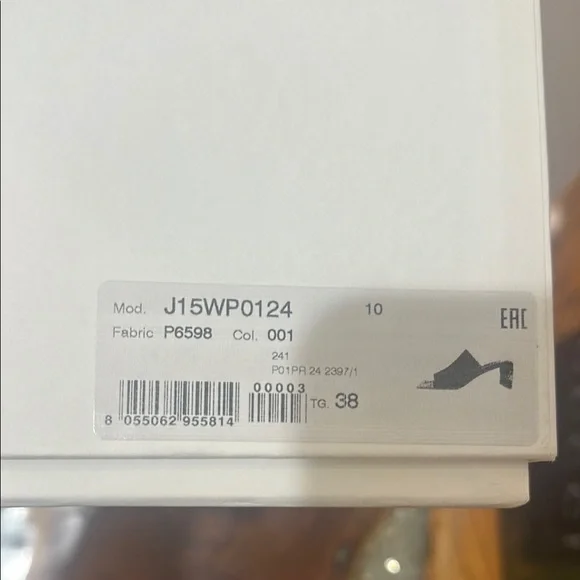 Mod. J15WP0124 10
EAC
Fabric P6598 Col. 001
241
P01PR 24 2397/1
00003
TG. 38
8 055062 955814